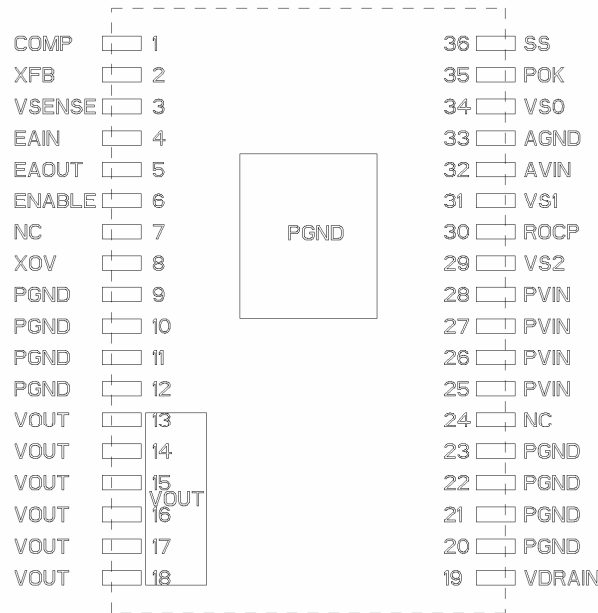 COMP 1 36 SS
XFB 2 35 POK
VSENSE 3 34 VS0
EAIN 4 33 AGND
EAOUT 5 32 AVIN
ENABLE 6 31 VS1
NC 7 PGND 30 ROCP
XOV 8 29 VS2
PGND 9 28 PVIN
PGND 10 27 PVIN
PGND 11 26 PVIN
PGND 12 25 PVIN
VOUT 13 24 NC
VOUT 14 23 PGND
VOUT 15 22 PGND
VOUT
VOUT 16 21 PGND
VOUT 17 20 PGND
VOUT 18 19 VDRAIN